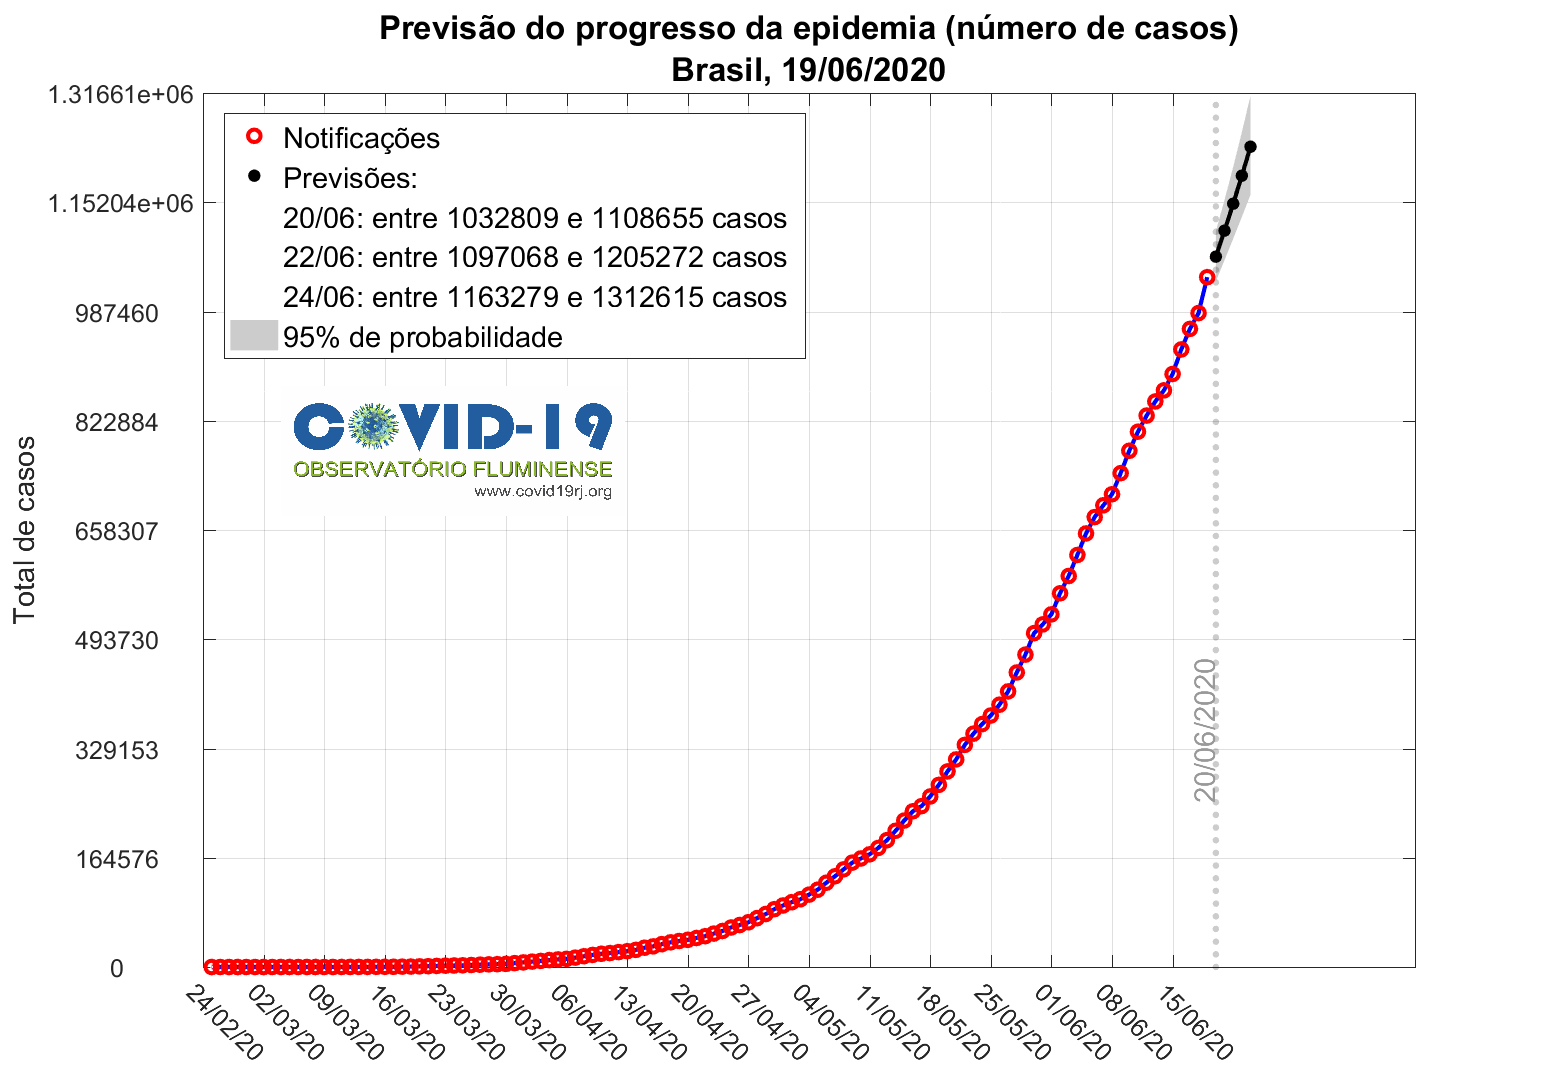 Previsão do progresso da epidemia (número de casos)
Brasil, 19/06/2020
1.31661e+06
1.15204e+06
987460
822884
658307
493730
329153
164576
0
Total de casos
Notificações
Previsões:
20/06: entre 1032809 e 1108655 casos
22/06: entre 1097068 e 1205272 casos
24/06: entre 1163279 e 1312615 casos
95% de probabilidade
COVID-19
OBSERVATÓRIO FLUMINENSE
www.covid19rj.org
20/06/2020
24/02/20
02/03/20
09/03/20
16/03/20
23/03/20
30/03/20
06/04/20
13/04/20
20/04/20
27/04/20
04/05/20
11/05/20
18/05/20
25/05/20
01/06/20
08/06/20
15/06/20